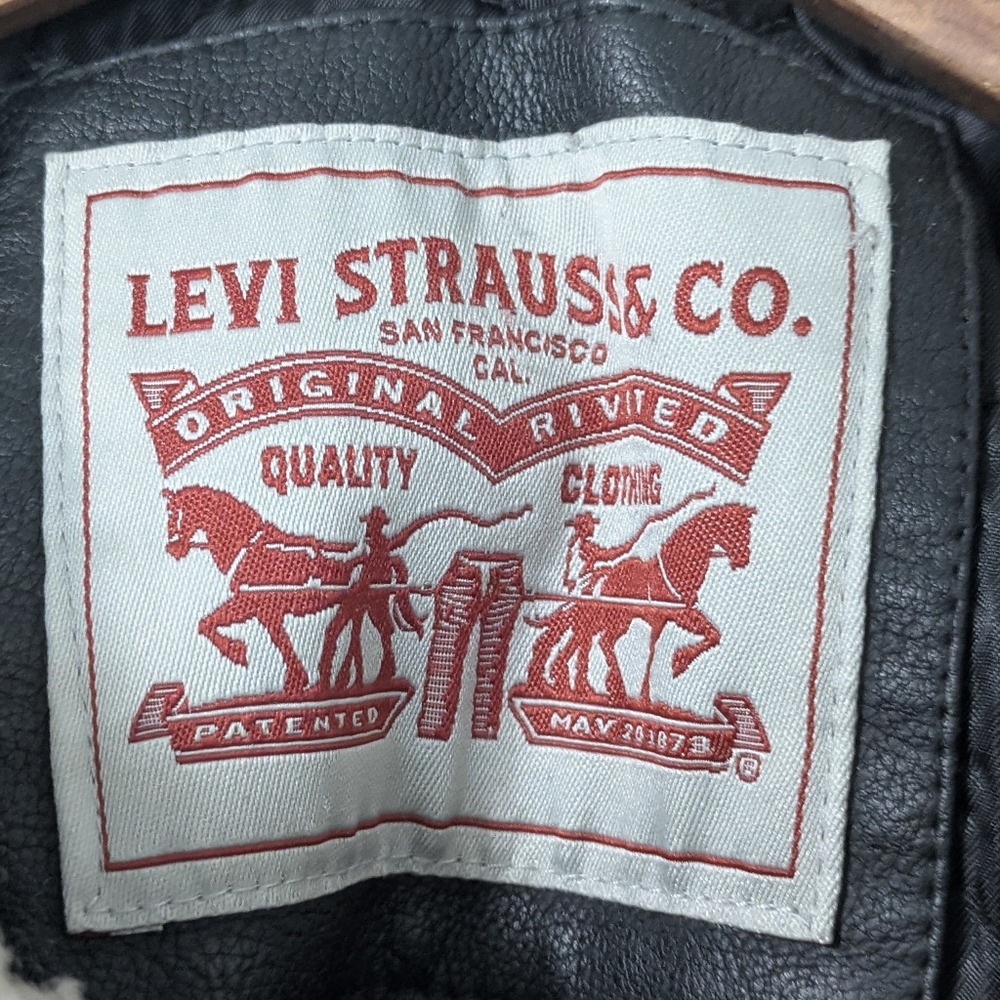 LEVI STRAUSS & CO.
SAN FRANCISCO
CAL.
ORIGINAL RIVITED
QUALITY CLOTHING
PATENTED MAY 20 1873
®